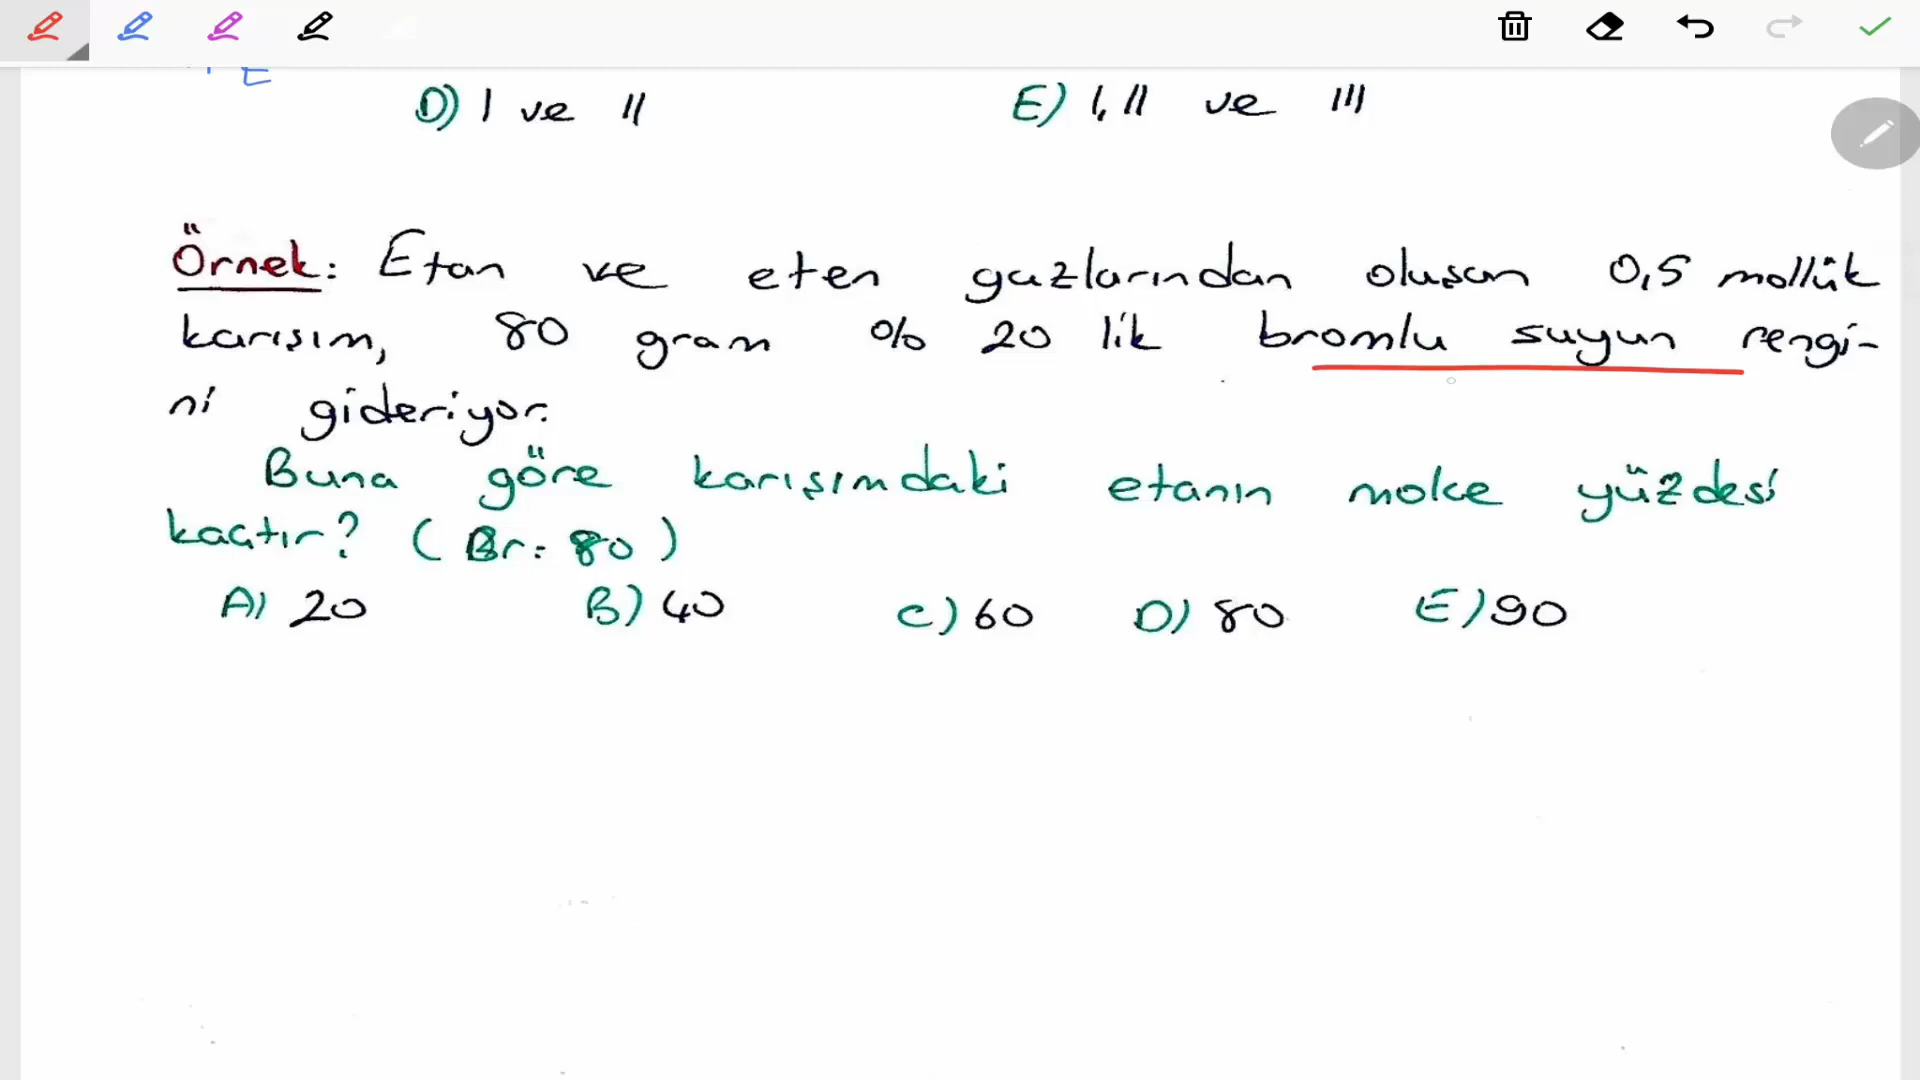 E
D) I ve II
E) I, II ve III
Örnek: Etan ve eten gazlarından oluşan 0,5 mollük
karışım, 80 gram % 20 lik bromlu suyun rengi-
ni gideriyor.
Buna göre karışımdaki etanın molce yüzdesi
kaçtır? (Br: 80)
A) 20
B) 40
C) 60
D) 80
E) 90